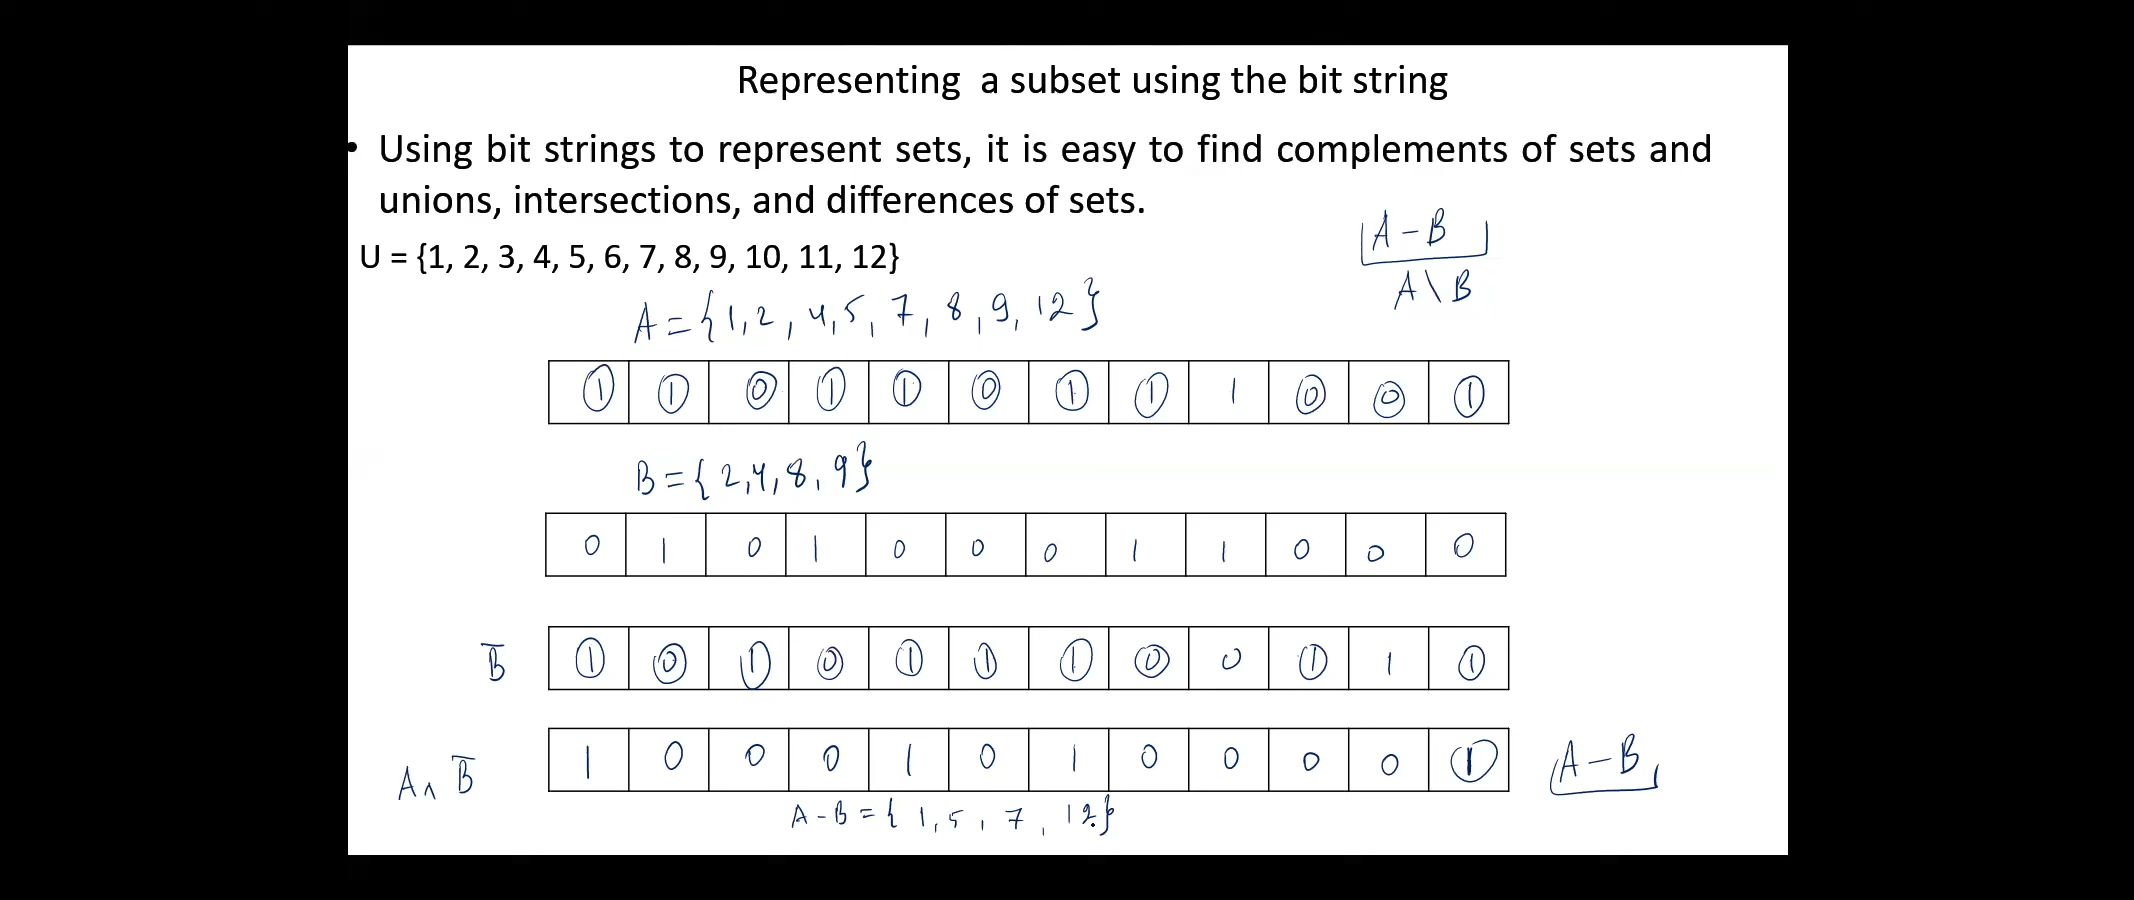 Representing a subset using the bit string
• Using bit strings to represent sets, it is easy to find complements of sets and
unions, intersections, and differences of sets.
A - B
U = {1, 2, 3, 4, 5, 6, 7, 8, 9, 10, 11, 12}
A \ B
A = {1, 2, 4, 5, 7, 8, 9, 12}
1 1 0 1 1 0 1 1 1 0 0 1
B = {2, 4, 8, 9}
0 1 0 1 0 0 0 1 1 0 0 0
B̅ 1 0 1 0 1 1 1 0 0 1 1 1
A ∧ B̅ 1 0 0 0 1 0 1 0 0 0 0 1 A - B
A - B = { 1, 5, 7, 12}